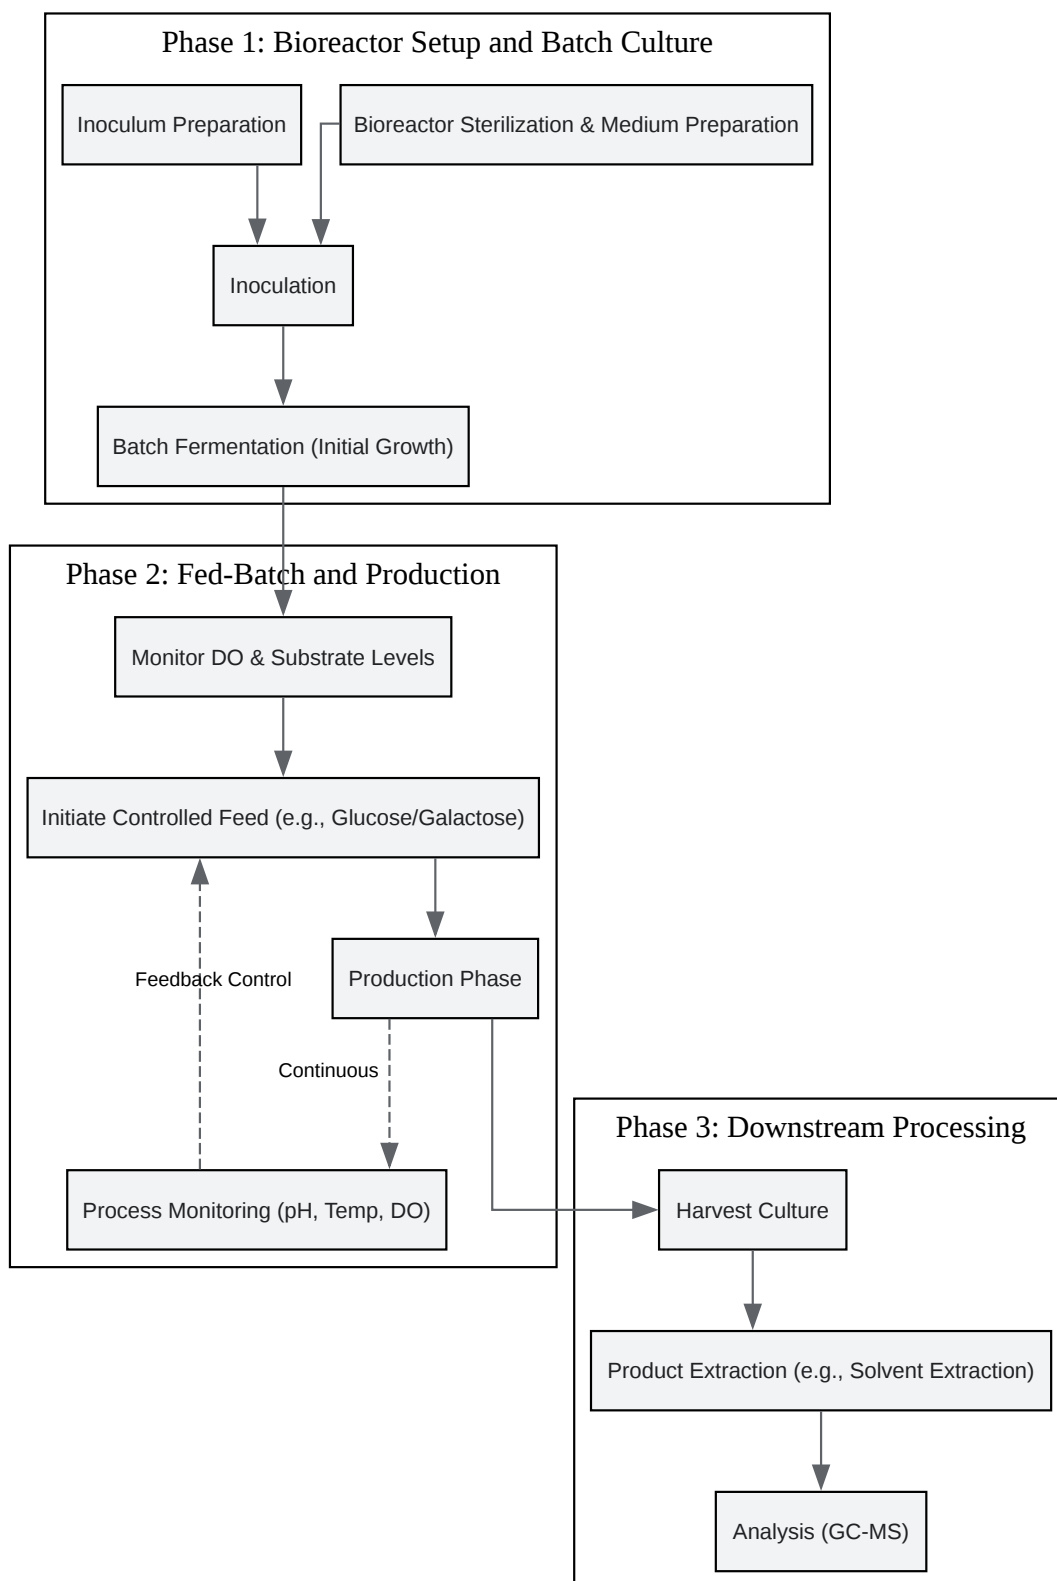 Phase 1: Bioreactor Setup and Batch Culture
Inoculum Preparation
Bioreactor Sterilization & Medium Preparation
Inoculation
Batch Fermentation (Initial Growth)
Phase 2: Fed-Batch and Production
Monitor DO & Substrate Levels
Initiate Controlled Feed (e.g., Glucose/Galactose)
Feedback Control
Production Phase
Continuous
Process Monitoring (pH, Temp, DO)
Phase 3: Downstream Processing
Harvest Culture
Product Extraction (e.g., Solvent Extraction)
Analysis (GC-MS)